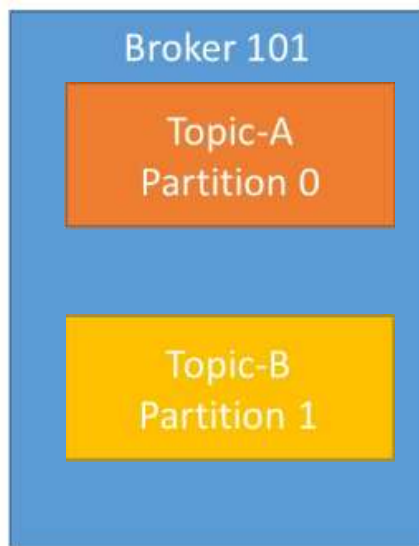 Broker 101
Topic-A
Partition 0
Topic-B
Partition 1